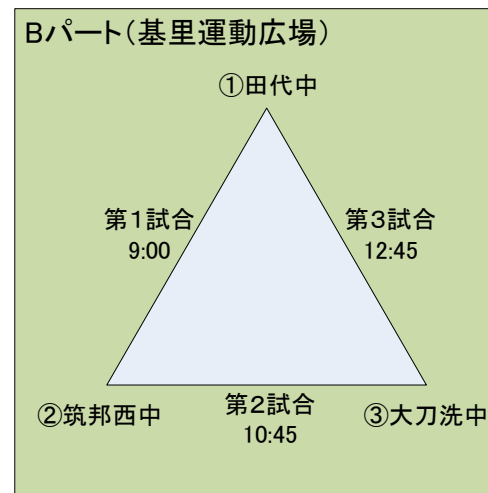 Bパート(基里運動広場)
①田代中
第1試合
9:00
第3試合
12:45
②筑邦西中
第2試合
10:45
③大刀洗中